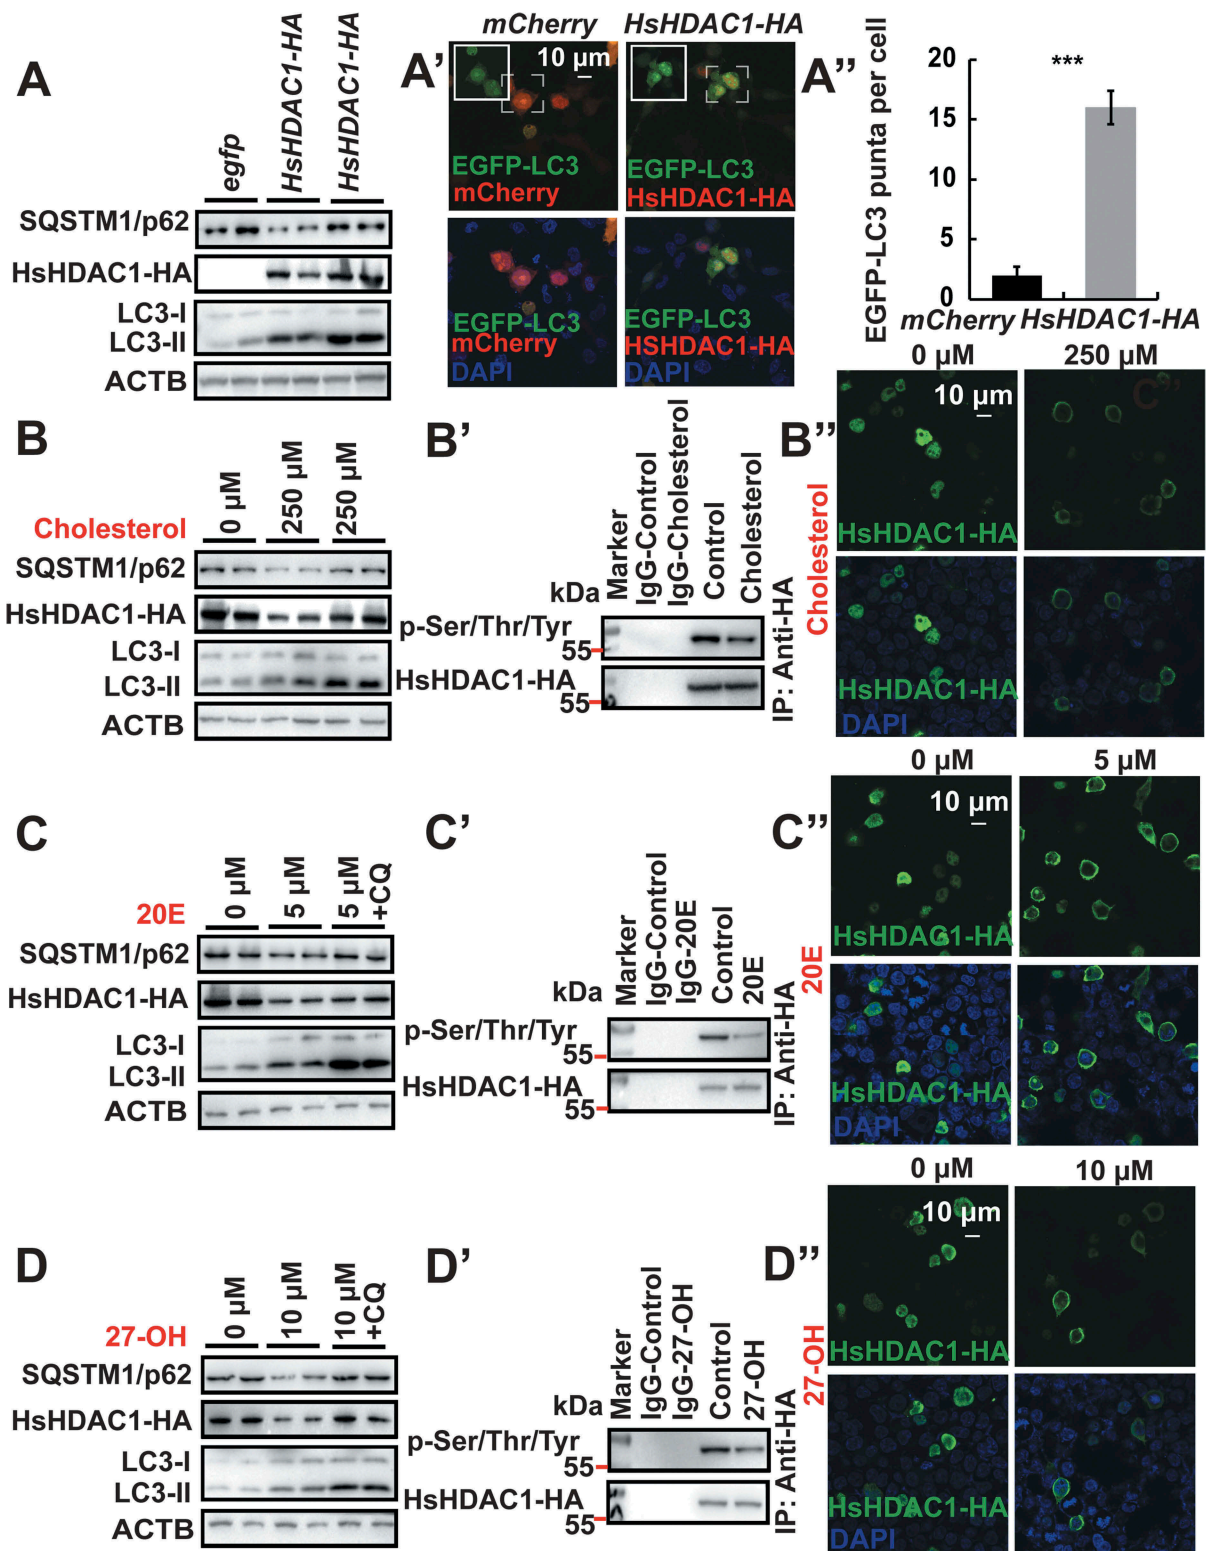 A
egfp
HsHDAC1-HA
HsHDAC1-HA
SQSTM1/p62
HsHDAC1-HA
LC3-I
LC3-II
ACTB
A'
mCherry
HsHDAC1-HA
10 µm
EGFP-LC3
mCherry
EGFP-LC3
HsHDAC1-HA
EGFP-LC3
mCherry
DAPI
EGFP-LC3
HSHDAC1-HA
DAPI
A''
EGFP-LC3 punta per cell
20
15
10
5
0
***
mCherry
HsHDAC1-HA
B
Cholesterol
0 µM
250 µM
250 µM
SQSTM1/p62
HsHDAC1-HA
LC3-I
LC3-II
ACTB
B'
kDa
Marker
IgG-Control
IgG-Cholesterol
Control
Cholesterol
p-Ser/Thr/Tyr
55
HsHDAC1-HA
55
IP: Anti-HA
B''
Cholesterol
0 µM
250 µM
10 µm
C''
HsHDAC1-HA
HsHDAC1-HA
DAPI
C
20E
0 µM
5 µM
5 µM
+CQ
SQSTM1/p62
HsHDAC1-HA
LC3-I
LC3-II
ACTB
C'
kDa
Marker
IgG-Control
IgG-20E
Control
20E
p-Ser/Thr/Tyr
55
HsHDAC1-HA
55
IP: Anti-HA
C''
20E
0 µM
5 µM
10 µm
HsHDAC1-HA
HsHDAC1-HA
DAPI
D
27-OH
0 µM
10 µM
10 µM
+CQ
SQSTM1/p62
HsHDAC1-HA
LC3-I
LC3-II
ACTB
D'
kDa
Marker
IgG-Control
IgG-27-OH
Control
27-OH
p-Ser/Thr/Tyr
55
HsHDAC1-HA
55
IP: Anti-HA
D''
27-OH
0 µM
10 µM
10 µm
HsHDAC1-HA
HsHDAC1-HA
DAPI